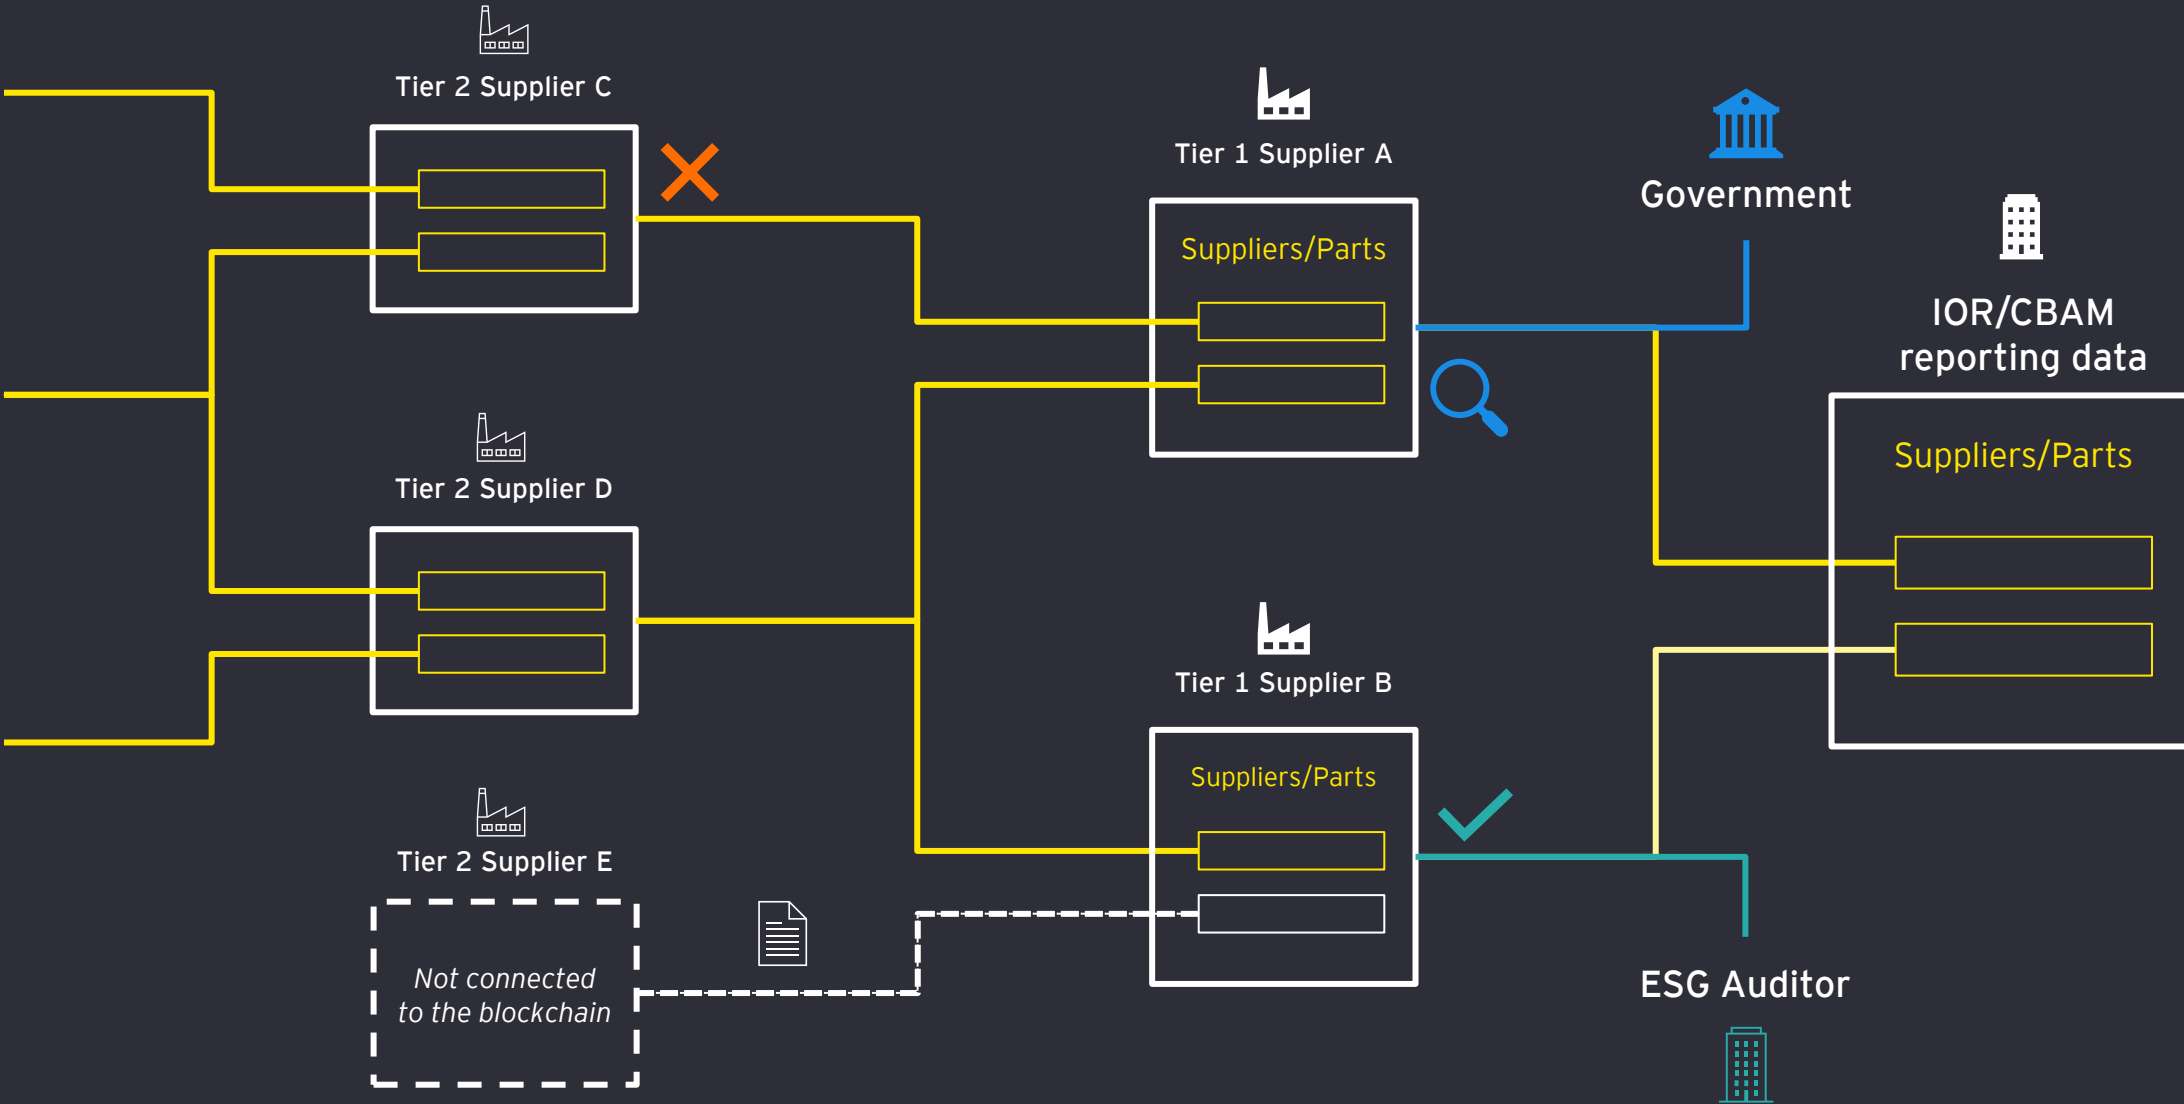 Tier 2 Supplier C
Tier 1 Supplier A
Suppliers/Parts
Government
IOR/CBAM
reporting data
Suppliers/Parts
Tier 2 Supplier D
Tier 1 Supplier B
Suppliers/Parts
Tier 2 Supplier E
Not connected
to the blockchain
ESG Auditor